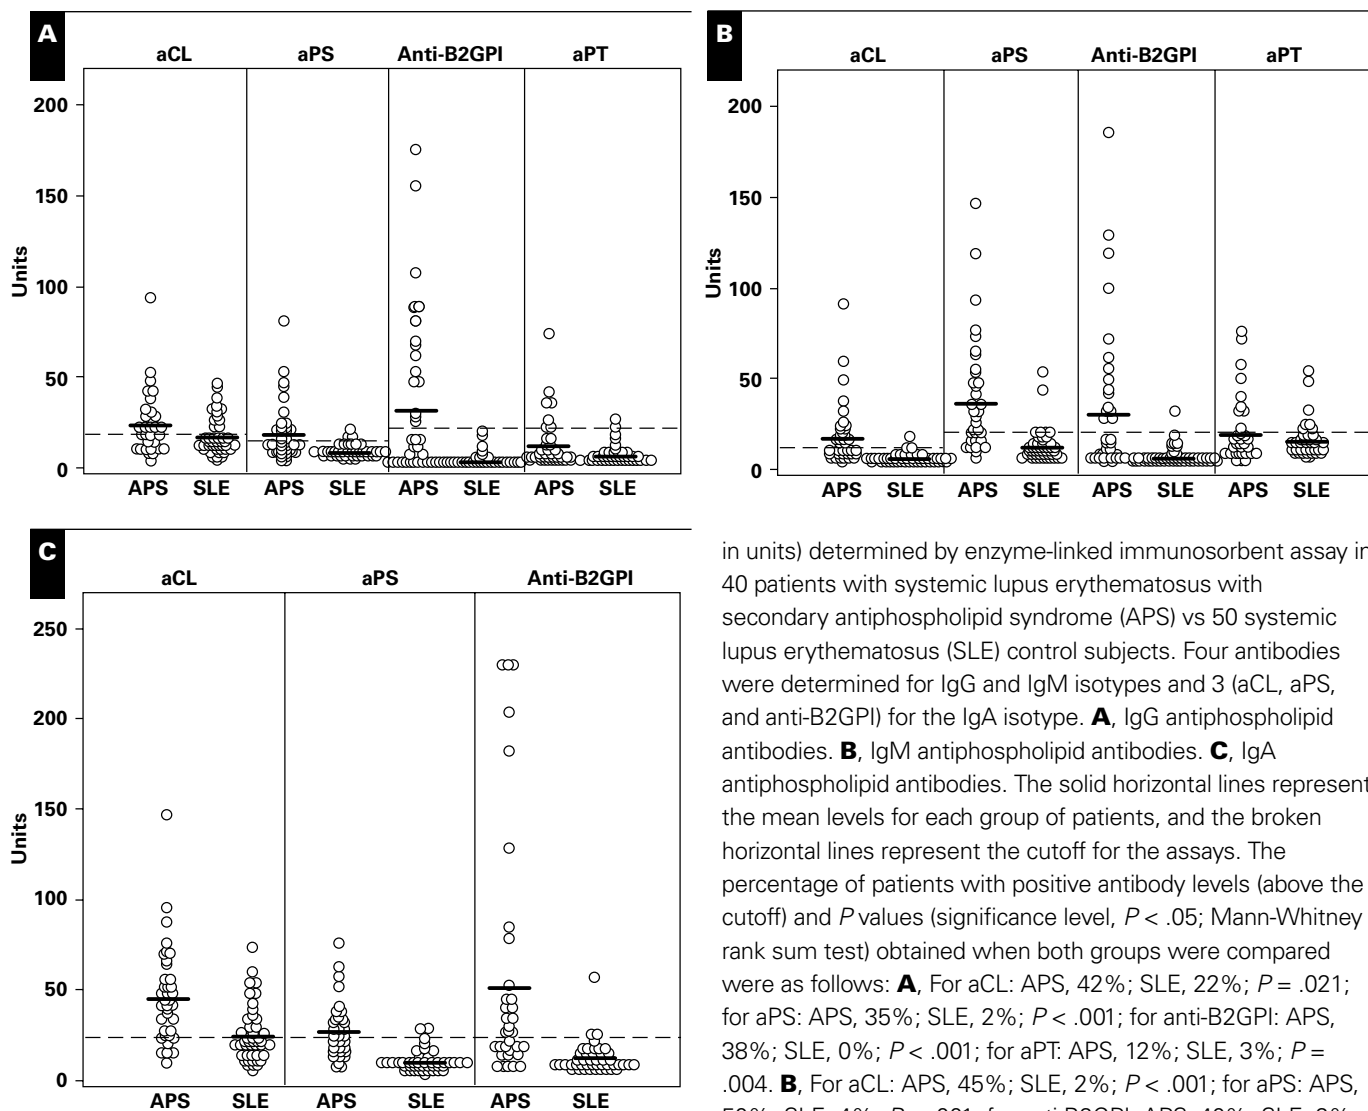 A
aCL aPS Anti-B2GPI aPT
200
150
100
50
0
Units
APS SLE APS SLE APS SLE APS SLE
B
aCL aPS Anti-B2GPI aPT
200
150
100
50
0
Units
APS SLE APS SLE APS SLE APS SLE
C
aCL aPS Anti-B2GPI
250
200
150
100
50
0
Units
APS SLE APS SLE APS SLE
in units) determined by enzyme-linked immunosorbent assay in
40 patients with systemic lupus erythematosus with
secondary antiphospholipid syndrome (APS) vs 50 systemic
lupus erythematosus (SLE) control subjects. Four antibodies
were determined for IgG and IgM isotypes and 3 (aCL, aPS,
and anti-B2GPI) for the IgA isotype. A, IgG antiphospholipid
antibodies. B, IgM antiphospholipid antibodies. C, IgA
antiphospholipid antibodies. The solid horizontal lines represent
the mean levels for each group of patients, and the broken
horizontal lines represent the cutoff for the assays. The
percentage of patients with positive antibody levels (above the
cutoff) and P values (significance level, P < .05; Mann-Whitney
rank sum test) obtained when both groups were compared
were as follows: A, For aCL: APS, 42%; SLE, 22%; P = .021;
for aPS: APS, 35%; SLE, 2%; P < .001; for anti-B2GPI: APS,
38%; SLE, 0%; P < .001; for aPT: APS, 12%; SLE, 3%; P =
.004. B, For aCL: APS, 45%; SLE, 2%; P < .001; for aPS: APS,